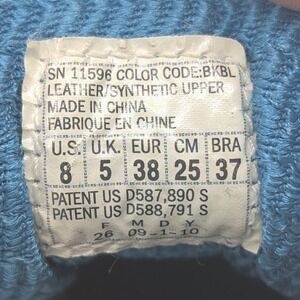 SN 11596 COLOR CODE:BKBL
LEATHER/SYNTHETIC UPPER
MADE IN CHINA
FABRIQUE EN CHINE
U.S. U.K. EUR CM BRA
8 5 38 25 37
PATENT US D587,890 S
PATENT US D588,791 S
F M D Y
26 09-1-10